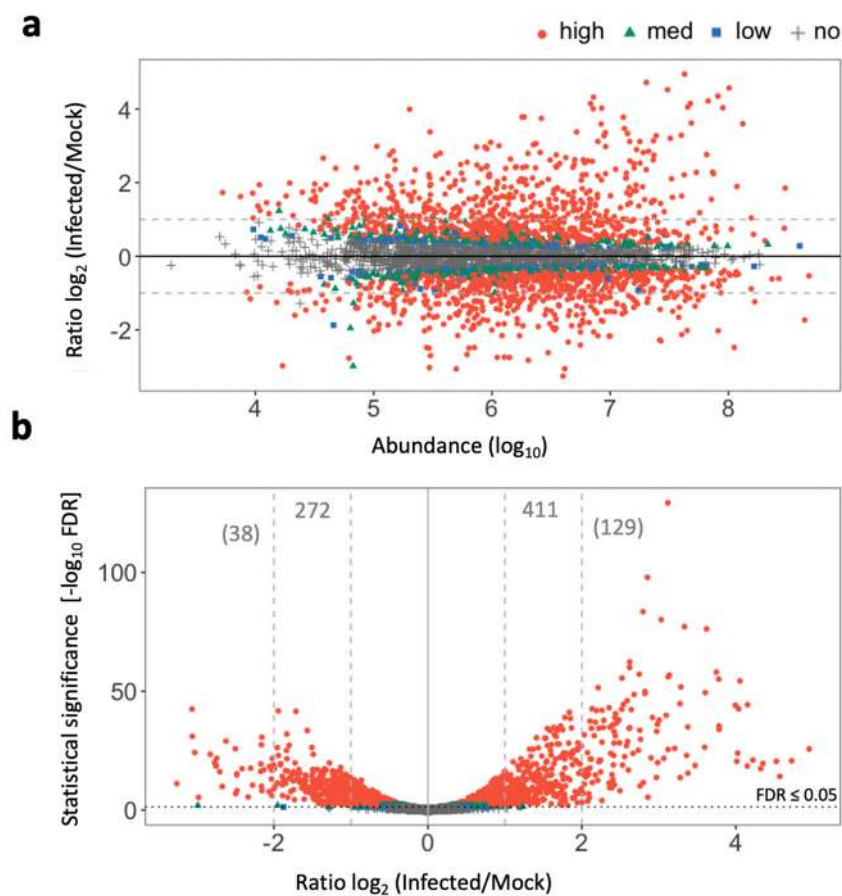 a
high med low no
Ratio log2 (Infected/Mock)
4
2
0
-2
4 5 6 7 8
Abundance (log10)
b
Statistical significance [-log10 FDR]
(38) 272 411 (129)
100
50
0
FDR ≤ 0.05
-2 0 2 4
Ratio log2 (Infected/Mock)